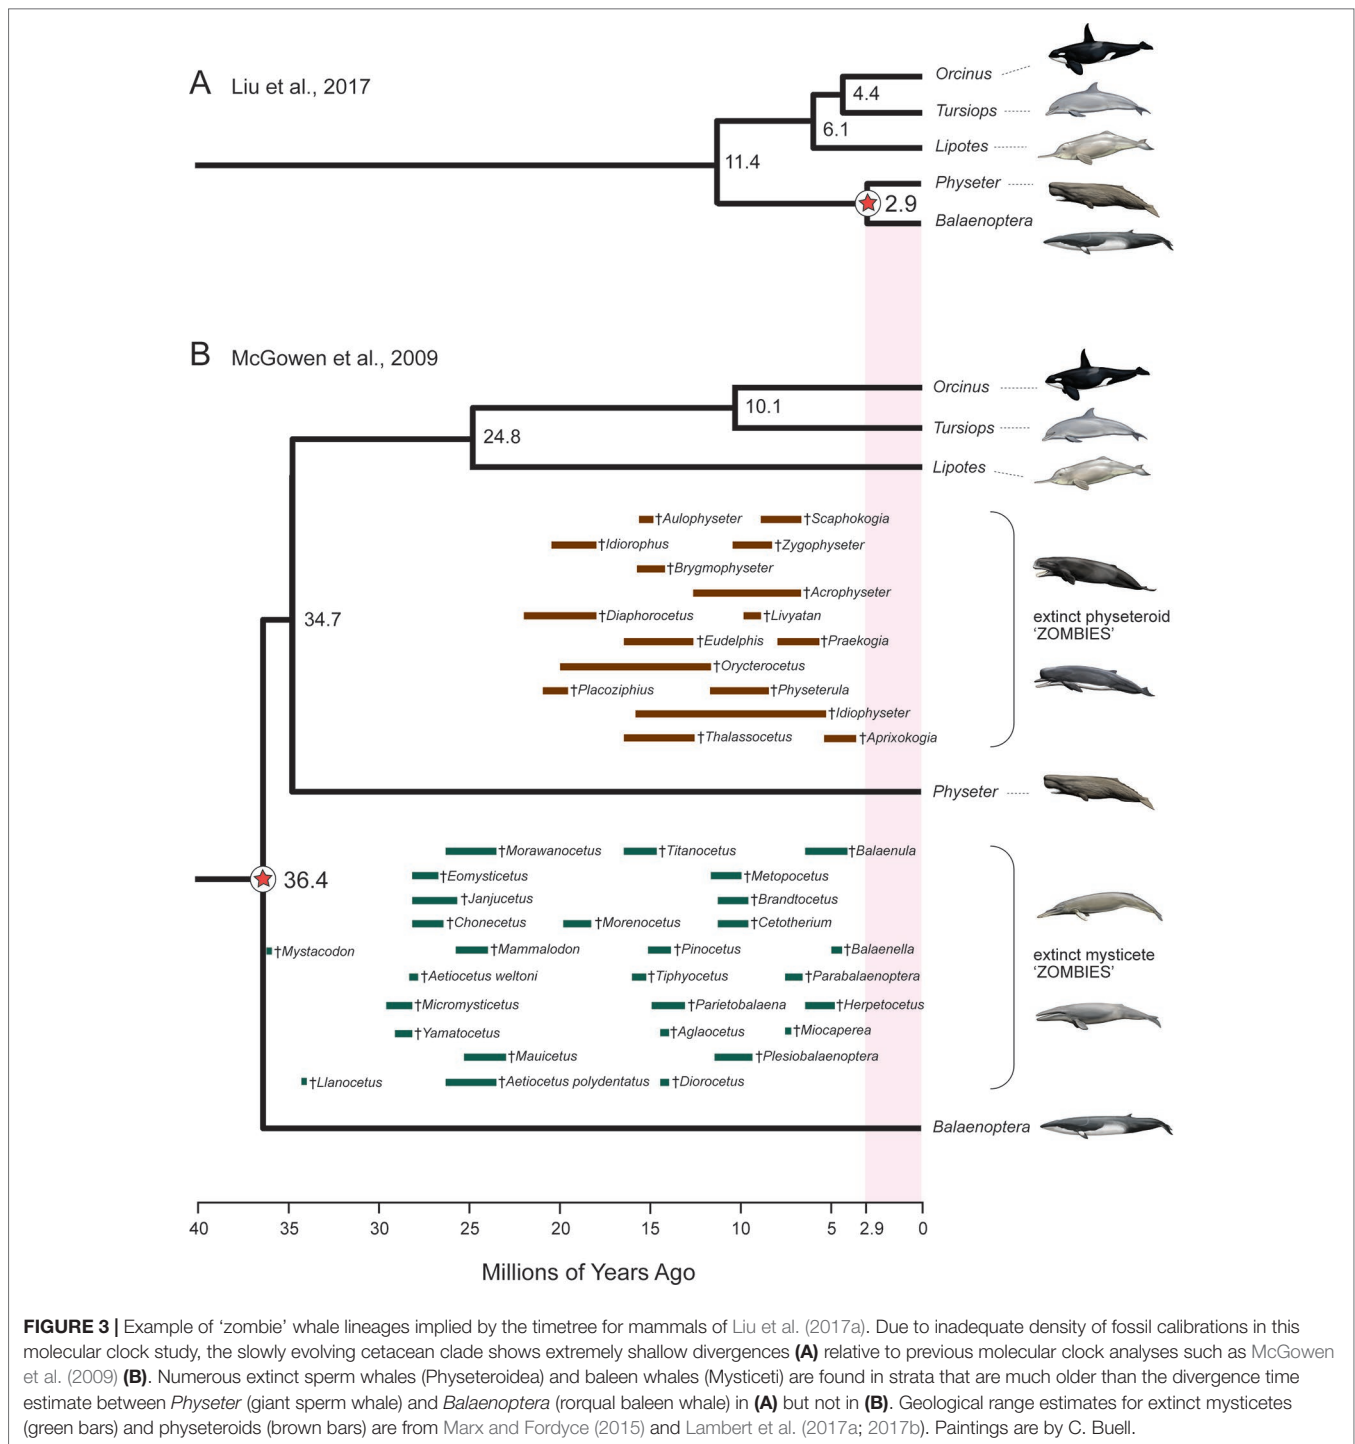 A Liu et al., 2017
Orcinus
4.4
Tursiops
6.1
Lipotes
11.4
Physeter
2.9
Balaenoptera
B McGowen et al., 2009
Orcinus
10.1
Tursiops
24.8
Lipotes
†Aulophyseter †Scaphokogia
†Idiorophus †Zygophyseter
†Brygmophyseter
†Acrophyseter
34.7 †Diaphorocetus †Livyatan
extinct physeteroid
'ZOMBIES'
†Eudelphis †Praekogia
†Orycterocetus
†Placoziphius †Physeterula
†Idiophyseter
†Thalassocetus †Aprixokogia
Physeter
†Morawanocetus †Titanocetus †Balaenula
36.4 †Eomysticetus †Metopocetus
†Janjucetus †Brandtocetus
†Chonecetus †Morenocetus †Cetotherium
†Mystacodon †Mammalodon †Pinocetus †Balaenella
extinct mysticete
'ZOMBIES'
†Aetiocetus weltoni †Tiphyocetus †Parabalaenoptera
†Micromysticetus †Parietobalaena †Herpetocetus
†Yamatocetus †Aglaocetus †Miocaperea
†Mauicetus †Plesiobalaenoptera
†Llanocetus †Aetiocetus polydentatus †Diorocetus
Balaenoptera
40 35 30 25 20 15 10 5 2.9 0
Millions of Years Ago
FIGURE 3 | Example of 'zombie' whale lineages implied by the timetree for mammals of Liu et al. (2017a). Due to inadequate density of fossil calibrations in this
molecular clock study, the slowly evolving cetacean clade shows extremely shallow divergences (A) relative to previous molecular clock analyses such as McGowen
et al. (2009) (B). Numerous extinct sperm whales (Physeteroidea) and baleen whales (Mysticeti) are found in strata that are much older than the divergence time
estimate between Physeter (giant sperm whale) and Balaenoptera (rorqual baleen whale) in (A) but not in (B). Geological range estimates for extinct mysticetes
(green bars) and physeteroids (brown bars) are from Marx and Fordyce (2015) and Lambert et al. (2017a; 2017b). Paintings are by C. Buell.